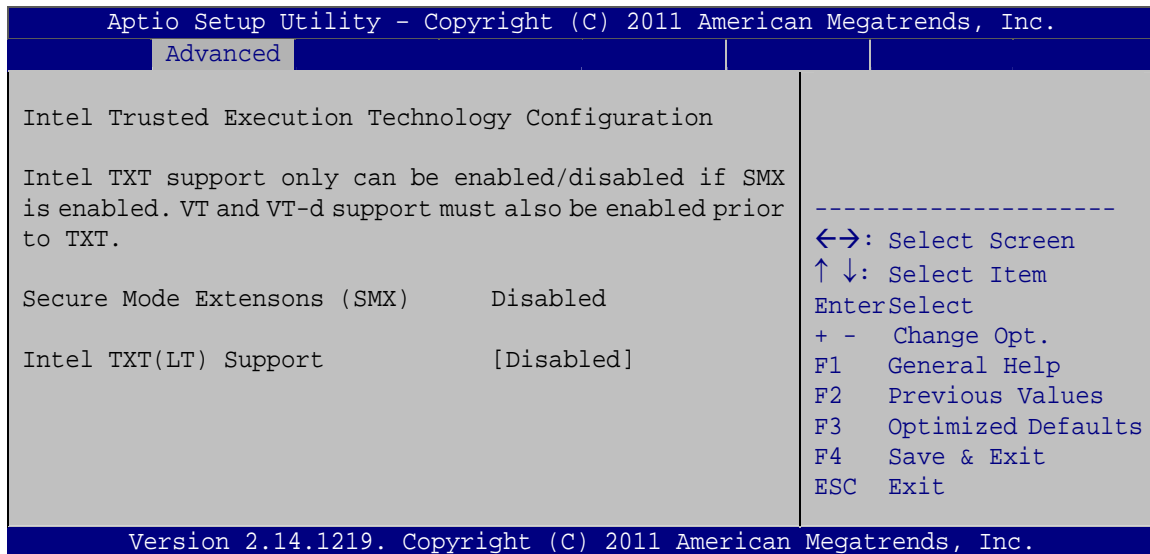 Aptio Setup Utility – Copyright (C) 2011 American Megatrends, Inc.
Advanced
Intel Trusted Execution Technology Configuration
Intel TXT support only can be enabled/disabled if SMX
is enabled. VT and VT-d support must also be enabled prior
to TXT.
Secure Mode Extensons (SMX) Disabled
Intel TXT(LT) Support [Disabled]
---------------------
←→: Select Screen
↑ ↓: Select Item
EnterSelect
+ - Change Opt.
F1 General Help
F2 Previous Values
F3 Optimized Defaults
F4 Save & Exit
ESC Exit
Version 2.14.1219. Copyright (C) 2011 American Megatrends, Inc.